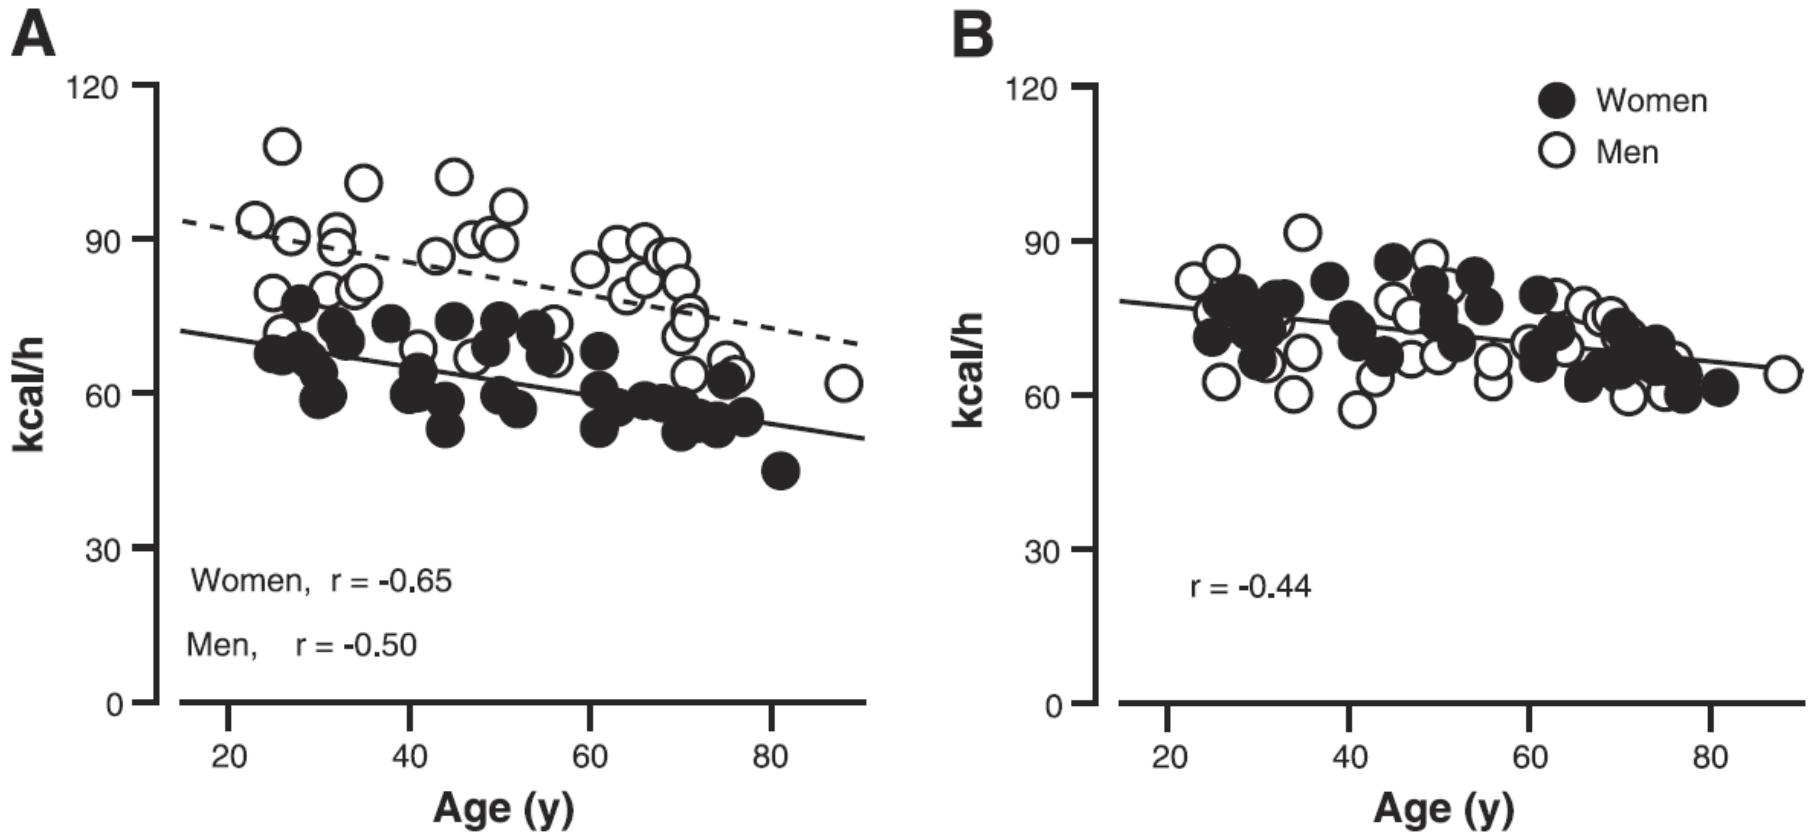 A
120
90
60
30
0
kcal/h
Women, r = -0.65
Men, r = -0.50
20 40 60 80
Age (y)
B
120
90
60
30
0
kcal/h
Women
Men
r = -0.44
20 40 60 80
Age (y)